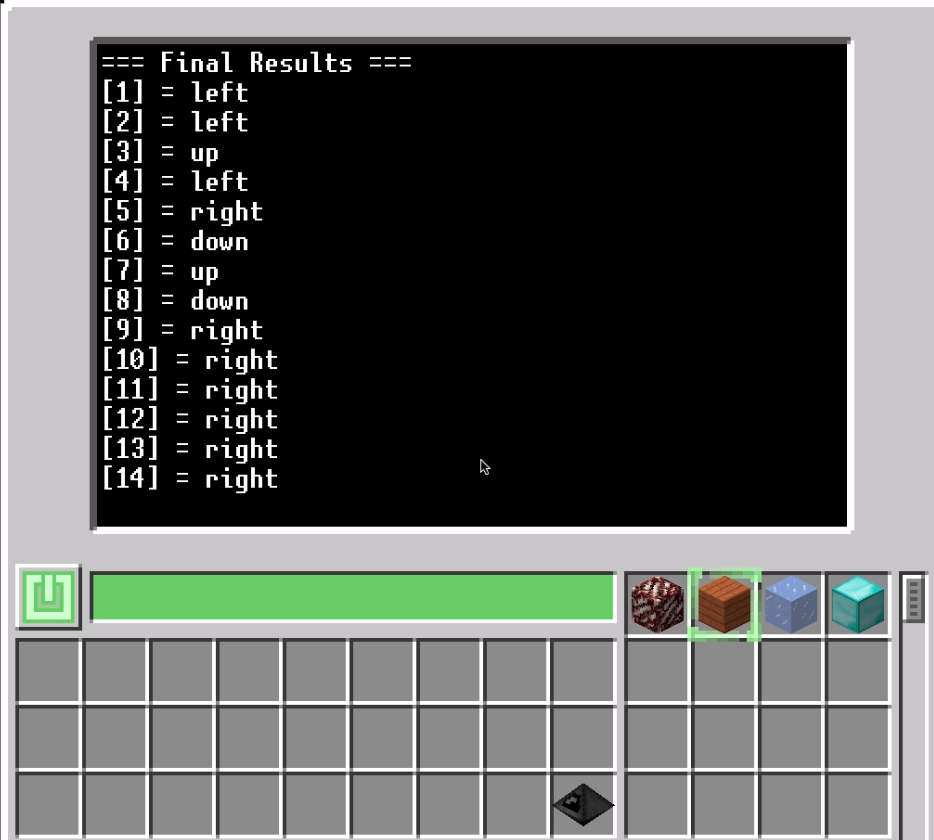 === Final Results ===
[1] = left
[2] = left
[3] = up
[4] = left
[5] = right
[6] = down
[7] = up
[8] = down
[9] = right
[10] = right
[11] = right
[12] = right
[13] = right
[14] = right